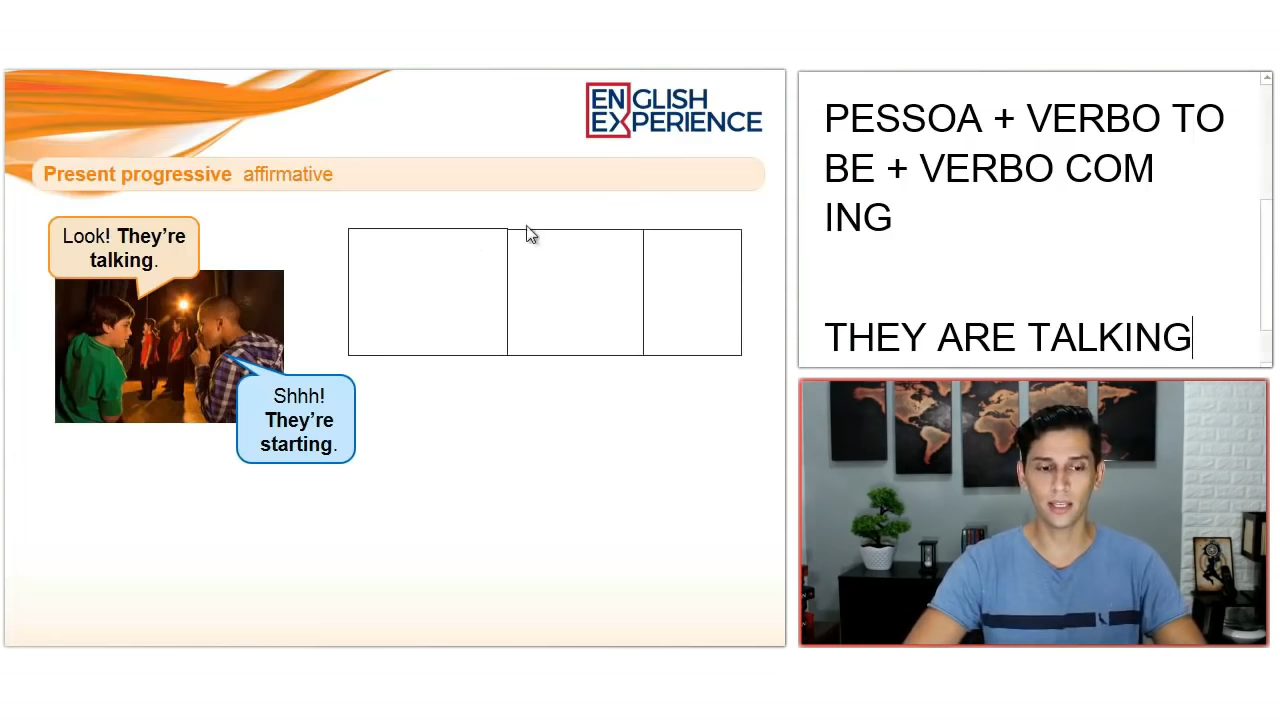 ENGLISH
EXPERIENCE
Present progressive affirmative
Look! They’re
talking.
Shhh!
They’re
starting.
PESSOA + VERBO TO
BE + VERBO COM
ING
THEY ARE TALKING